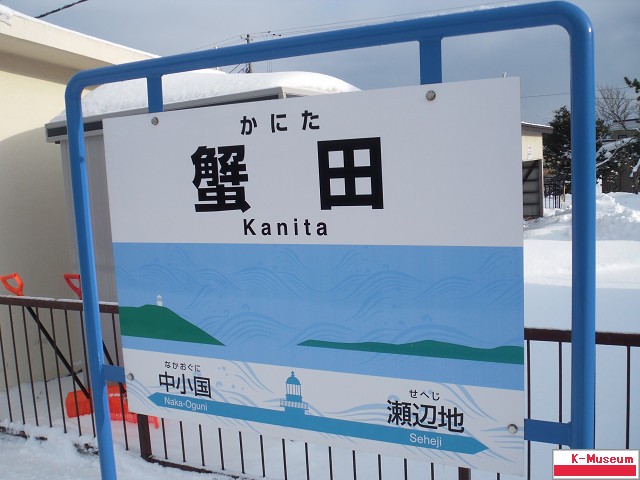 かにた
蟹田
Kanita
なかおぐに
中小国
Naka-Oguni
せへじ
瀬辺地
Seheji
K-Museum